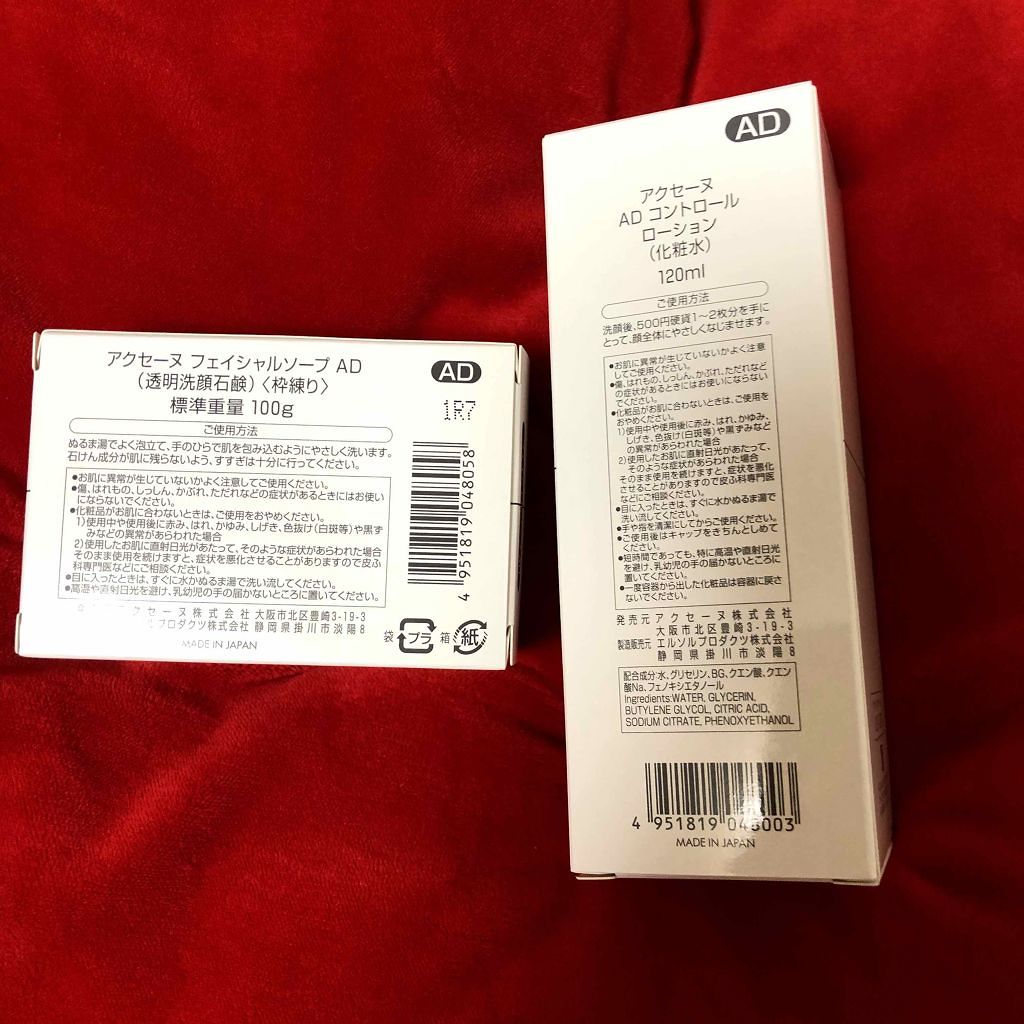 アクセーヌ フェイシャルソープ AD
（透明洗顔石鹸）〈枠練り〉
標準重量 100g
AD
1R7
ご使用方法
ぬるま湯でよく泡立て、手のひらで肌を包み込むようにやさしく洗います。
石けん成分が肌に残らないよう、すすぎは十分に行ってください。
●お肌に異常が生じていないかよく注意してご使用ください。
●傷、はれもの、しっしん、かぶれ、ただれなどの症状があるときにはお使い
にならないでください。
●化粧品がお肌に合わないときは、ご使用をおやめください。
1)使用中や使用後に赤み、はれ、かゆみ、しげき、色抜け(白斑等)や黒ず
みなどの異常があらわれた場合
2)使用したお肌に直射日光があたって、そのような症状があらわれた場合
そのまま使用を続けますと、症状を悪化させることがありますので皮ふ
科専門医などにご相談ください。
●目に入ったときは、すぐに水かぬるま湯で洗い流してください。
●高温や直射日光を避け、乳幼児の手の届かないところに置いてください。
アクセーヌ株式会社 大阪市北区豊崎3-19-3
エルソルプロダクツ株式会社 静岡県掛川市淡陽8
MADE IN JAPAN
袋 プラ 箱 紙
4 951819 048058
AD
アクセーヌ
AD コントロール
ローション
（化粧水）
120ml
ご使用方法
洗顔後、500円硬貨1〜2枚分を手に
とって、顔全体にやさしくなじませます。
●お肌に異常が生じていないかよく注意
してご使用ください。
●傷、はれもの、しっしん、かぶれ、ただれなど
の症状があるときにはお使いにならない
でください。
●化粧品がお肌に合わないときは、ご使用を
おやめください。
1)使用中や使用後に赤み、はれ、かゆみ、
しげき、色抜け(白斑等)や黒ずみなど
の異常があらわれた場合
2)使用したお肌に直射日光があたって、
そのような症状があらわれた場合
そのまま使用を続けますと、症状を悪化
させることがありますので皮ふ科専門医
などにご相談ください。
●目に入ったときは、すぐに水かぬるま湯で
洗い流してください。
●手や指を清潔にしてからご使用ください。
●ご使用後はキャップをきちんとしめて
ください。
●短時間であっても、特に高温や直射日光
を避け、乳幼児の手の届かないところに
置いてください。
●一度容器から出した化粧品は容器に戻さ
ないでください。
発売元 アクセーヌ株式会社
大阪市北区豊崎3-19-3
製造販売元 エルソルプロダクツ株式会社
静岡県掛川市淡陽8
配合成分:水、グリセリン、BG、クエン酸、クエン
酸Na、フェノキシエタノール
Ingredients:WATER, GLYCERIN,
BUTYLENE GLYCOL, CITRIC ACID,
SODIUM CITRATE, PHENOXYETHANOL
4 951819 048003
MADE IN JAPAN